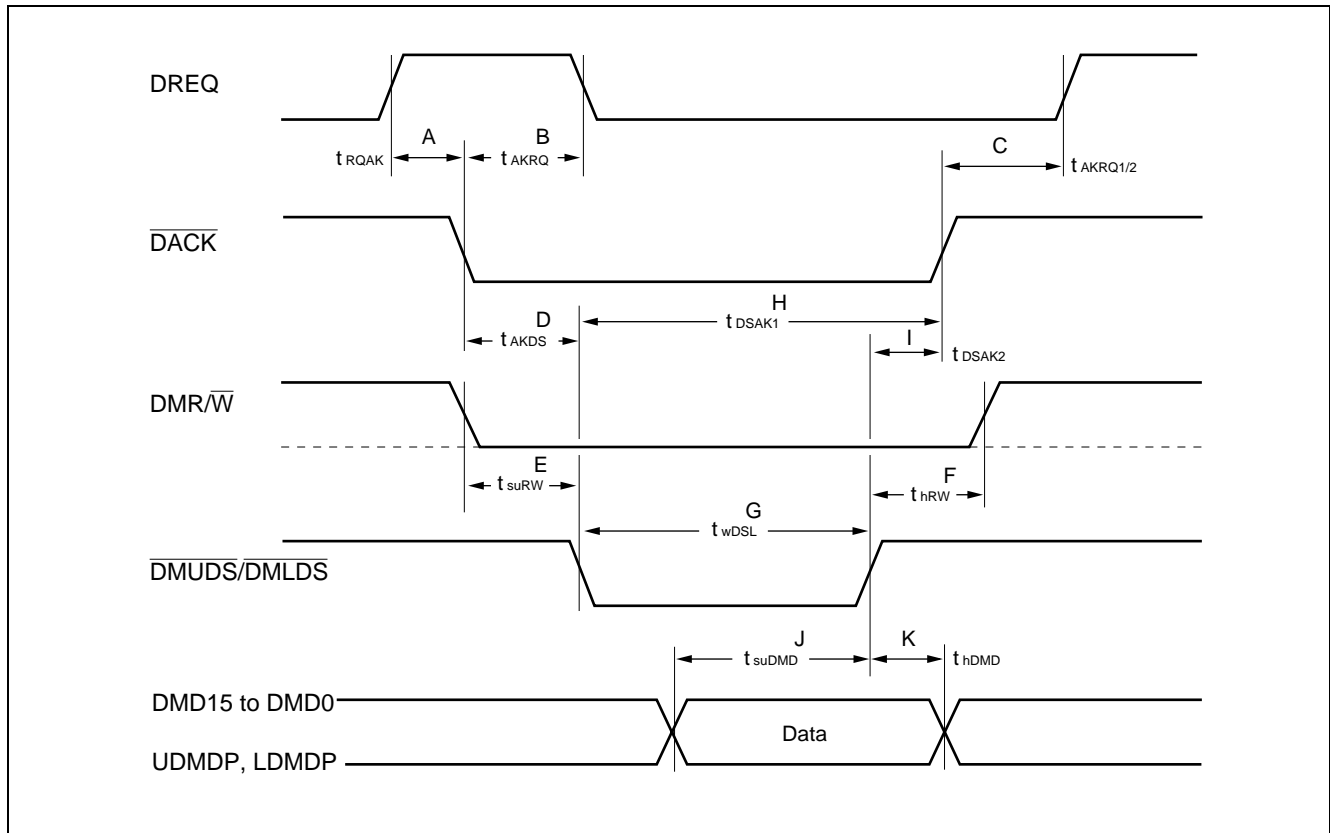 DREQ
A
B
C
t RQAK
t AKRQ
t AKRQ1/2
DACK
H
t DSAK1
D
t AKDS
I
t DSAK2
DMR/W
E
t suRW
F
t hRW
G
t wDSL
DMUDS/DMLDS
J
t suDMD
K
t hDMD
DMD15 to DMD0
Data
UDMDP, LDMDP